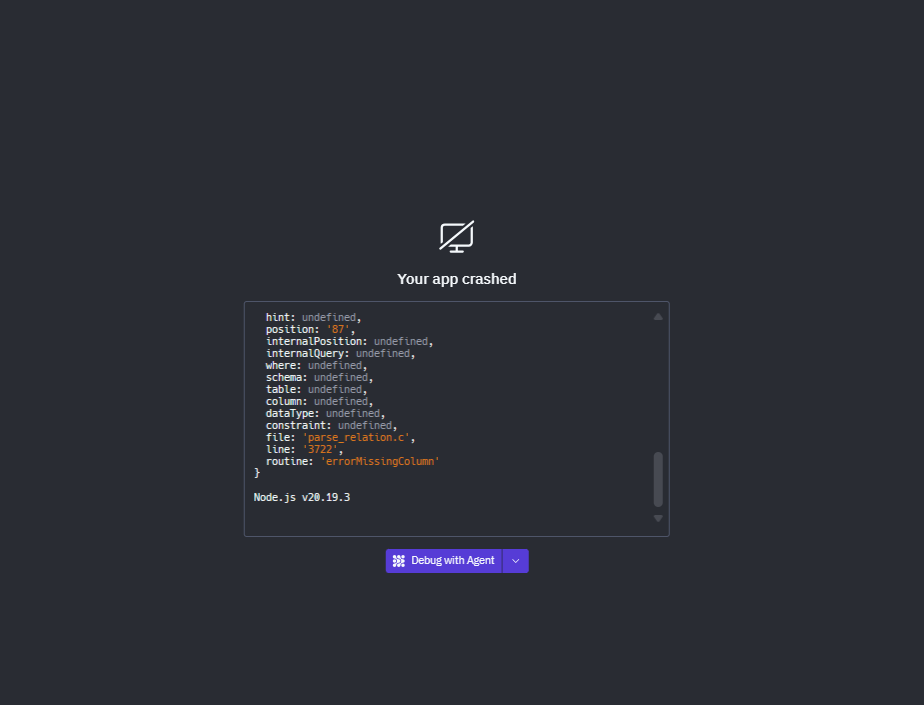 Your app crashed
hint: undefined,
position: '87',
internalPosition: undefined,
internalQuery: undefined,
where: undefined,
schema: undefined,
table: undefined,
column: undefined,
dataType: undefined,
constraint: undefined,
file: 'parse_relation.c',
line: '3722',
routine: 'errorMissingColumn'
}
Node.js v20.19.3
Debug with Agent